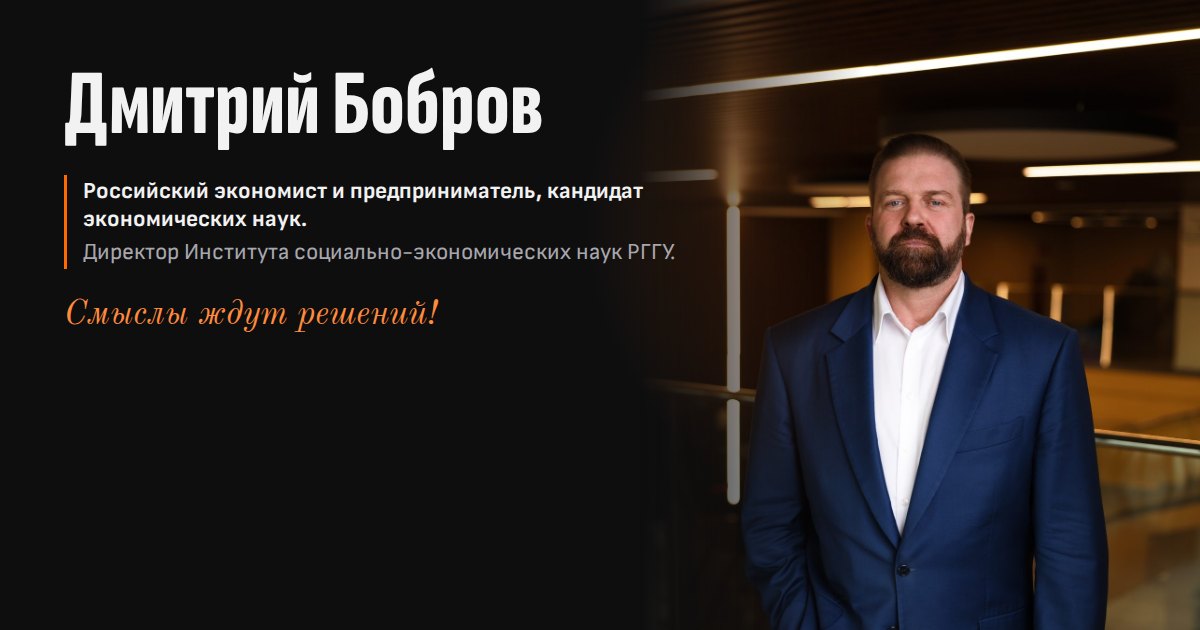 Дмитрий Бобров
Российский экономист и предприниматель, кандидат
экономических наук.
Директор Института социально-экономических наук РГГУ.
Смыслы ждут решений!